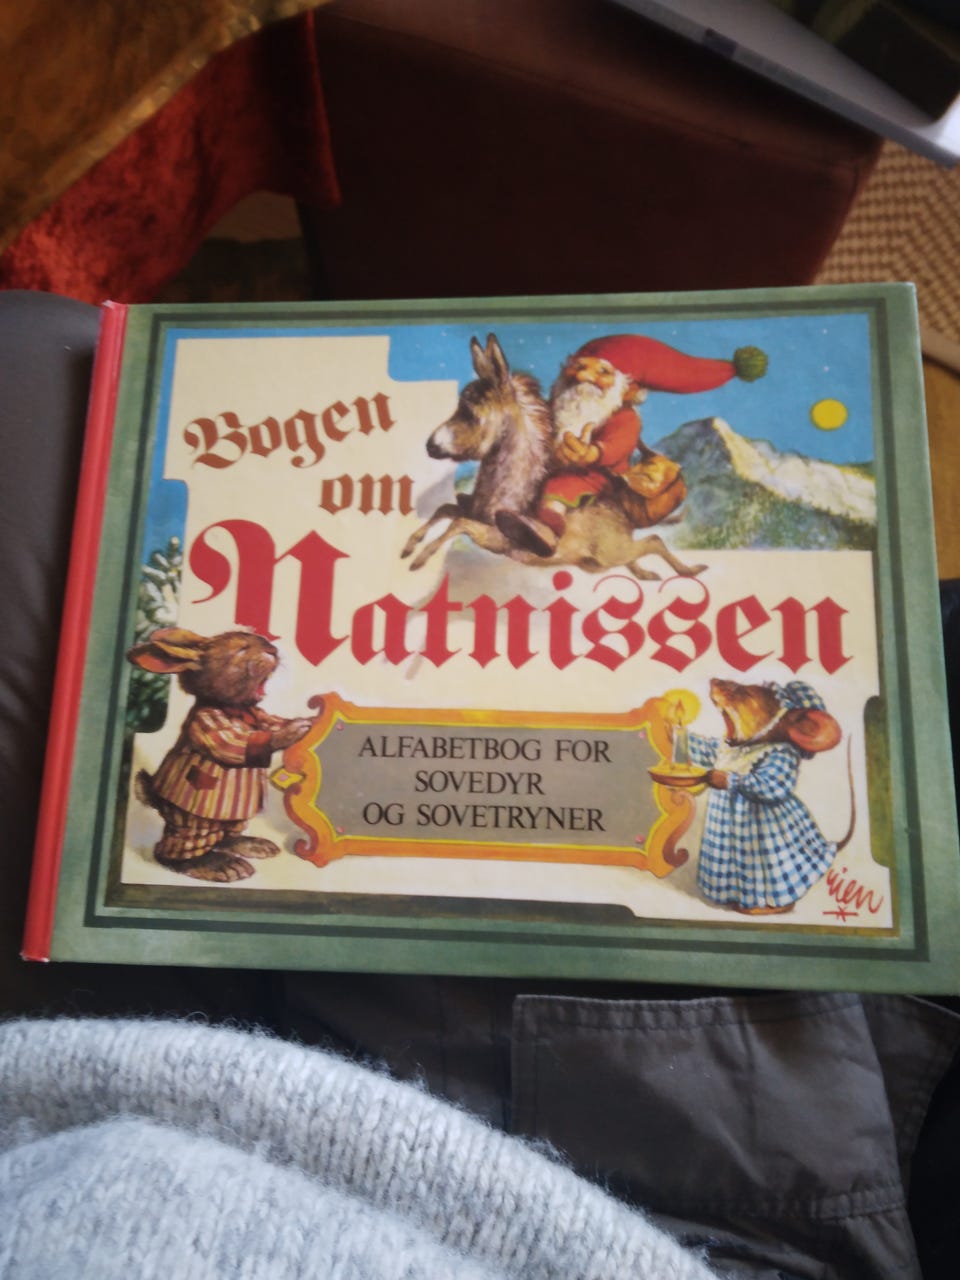 Bogen
om
Natnissen
ALFABETBOG FOR
SOVEDYR
OG SOVETRYNER